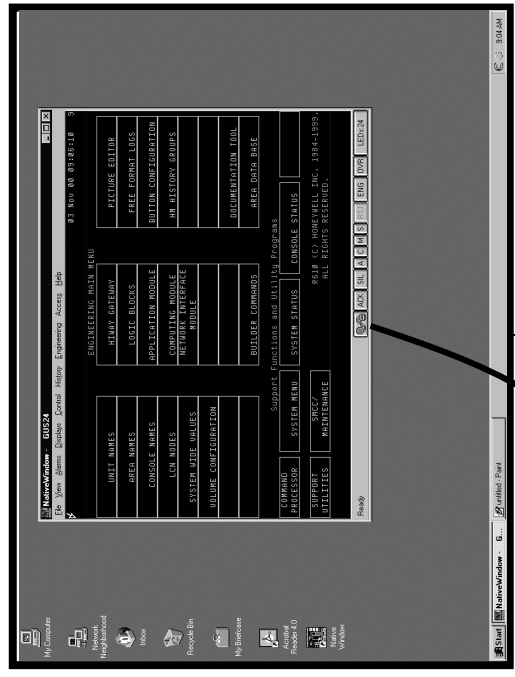 My Computer
Network
Neighborhood
Inbox
Recycle Bin
My Briefcase
Acrobat
Reader 4.0
Native
Window
NativeWindow - GUS24
File View Alarms Displays Control History Engineering Access Help
03 Nov 00 09:06:10 9
ENGINEERING MAIN MENU
UNIT NAMES HIWAY GATEWAY PICTURE EDITOR
AREA NAMES LOGIC BLOCKS FREE FORMAT LOGS
CONSOLE NAMES APPLICATION MODULE BUTTON CONFIGURATION
LCN NODES COMPUTING MODULE HM HISTORY GROUPS
SYSTEM WIDE VALUES NETWORK INTERFACE
MODULE
VOLUME CONFIGURATION
DOCUMENTATION TOOL
BUILDER COMMANDS AREA DATA BASE
Support Functions and Utility Programs
COMMAND
PROCESSOR SYSTEM MENU SYSTEM STATUS CONSOLE STATUS
SUPPORT
UTILITIES SMCC/
MAINTENANCE
R610 (C) HONEYWELL INC. 1984-1999.
ALL RIGHTS RESERVED.
Ready ACK SIL A C M S RTJ ENG OVR LEDs:24
Start NativeWindow - G... untitled - Paint 9:04 AM